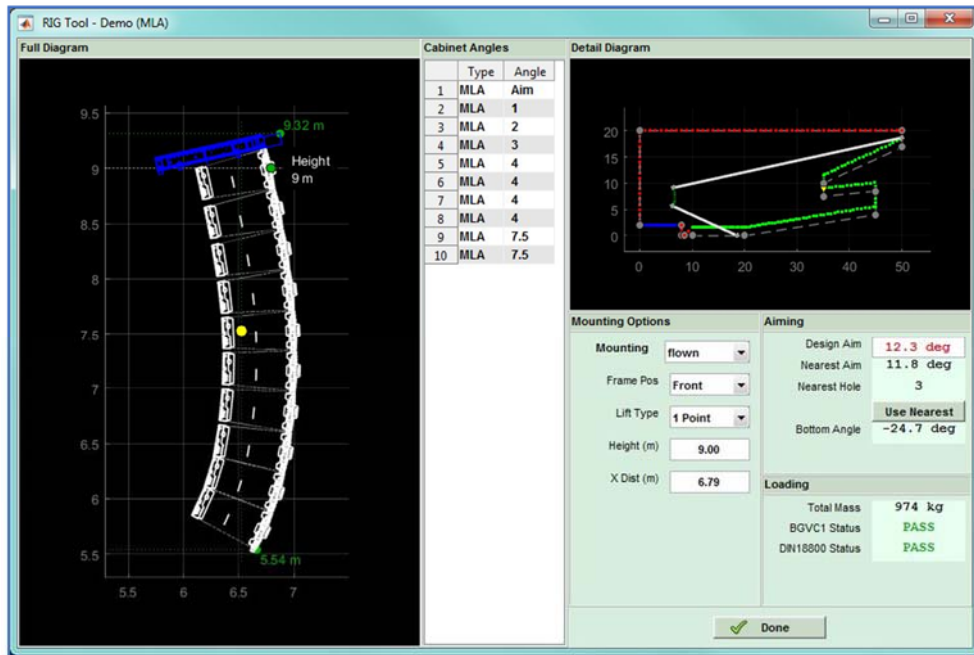 RIG Tool - Demo (MLA)
Full Diagram
9.5
9
8.5
8
7.5
7
6.5
6
5.5
5.5
6
6.5
7
9.32 m
Height
9 m
5.54 m
Cabinet Angles
Type Angle
1 MLA Aim
2 MLA 1
3 MLA 2
4 MLA 3
5 MLA 4
6 MLA 4
7 MLA 4
8 MLA 4
9 MLA 7.5
10 MLA 7.5
Detail Diagram
20
15
10
5
0
0 10 20 30 40 50
Mounting Options
Mounting flown
Frame Pos Front
Lift Type 1 Point
Height (m) 9.00
X Dist (m) 6.79
Aiming
Design Aim 12.3 deg
Nearest Aim 11.8 deg
Nearest Hole 3
Use Nearest
Bottom Angle -24.7 deg
Loading
Total Mass 974 kg
BGVC1 Status PASS
DIN18800 Status PASS
Done